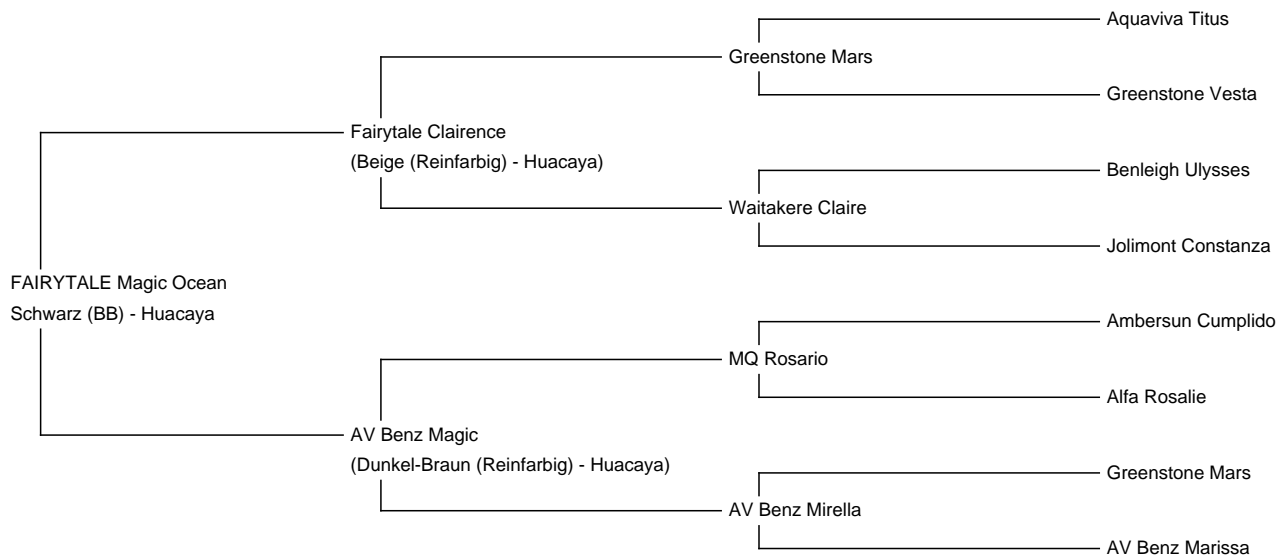 Aquaviva Titus
Greenstone Mars
Greenstone Vesta
Fairytale Clairence
(Beige (Reinfarbig) - Huacaya)
Benleigh Ulysses
Waitakere Claire
Jolimont Constanza
FAIRYTALE Magic Ocean
Schwarz (BB) - Huacaya
Ambersun Cumplido
MQ Rosario
Alfa Rosalie
AV Benz Magic
(Dunkel-Braun (Reinfarbig) - Huacaya)
Greenstone Mars
AV Benz Mirella
AV Benz Marissa